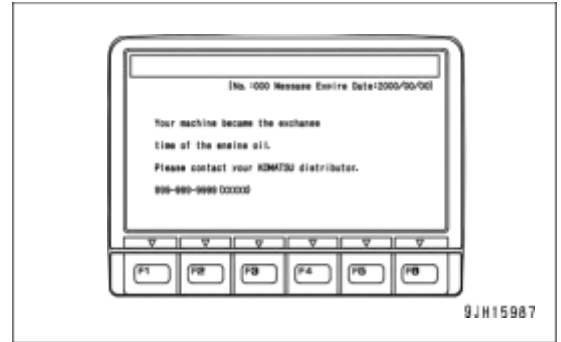 [No. :000 Message Expire Date:2000/00/00]
Your machine became the exchange
time of the engine oil.
Please contact your KOMATSU distributor.
999-999-9999(XXXXX)
F1 F2 F3 F4 F5 F6
9JH15987